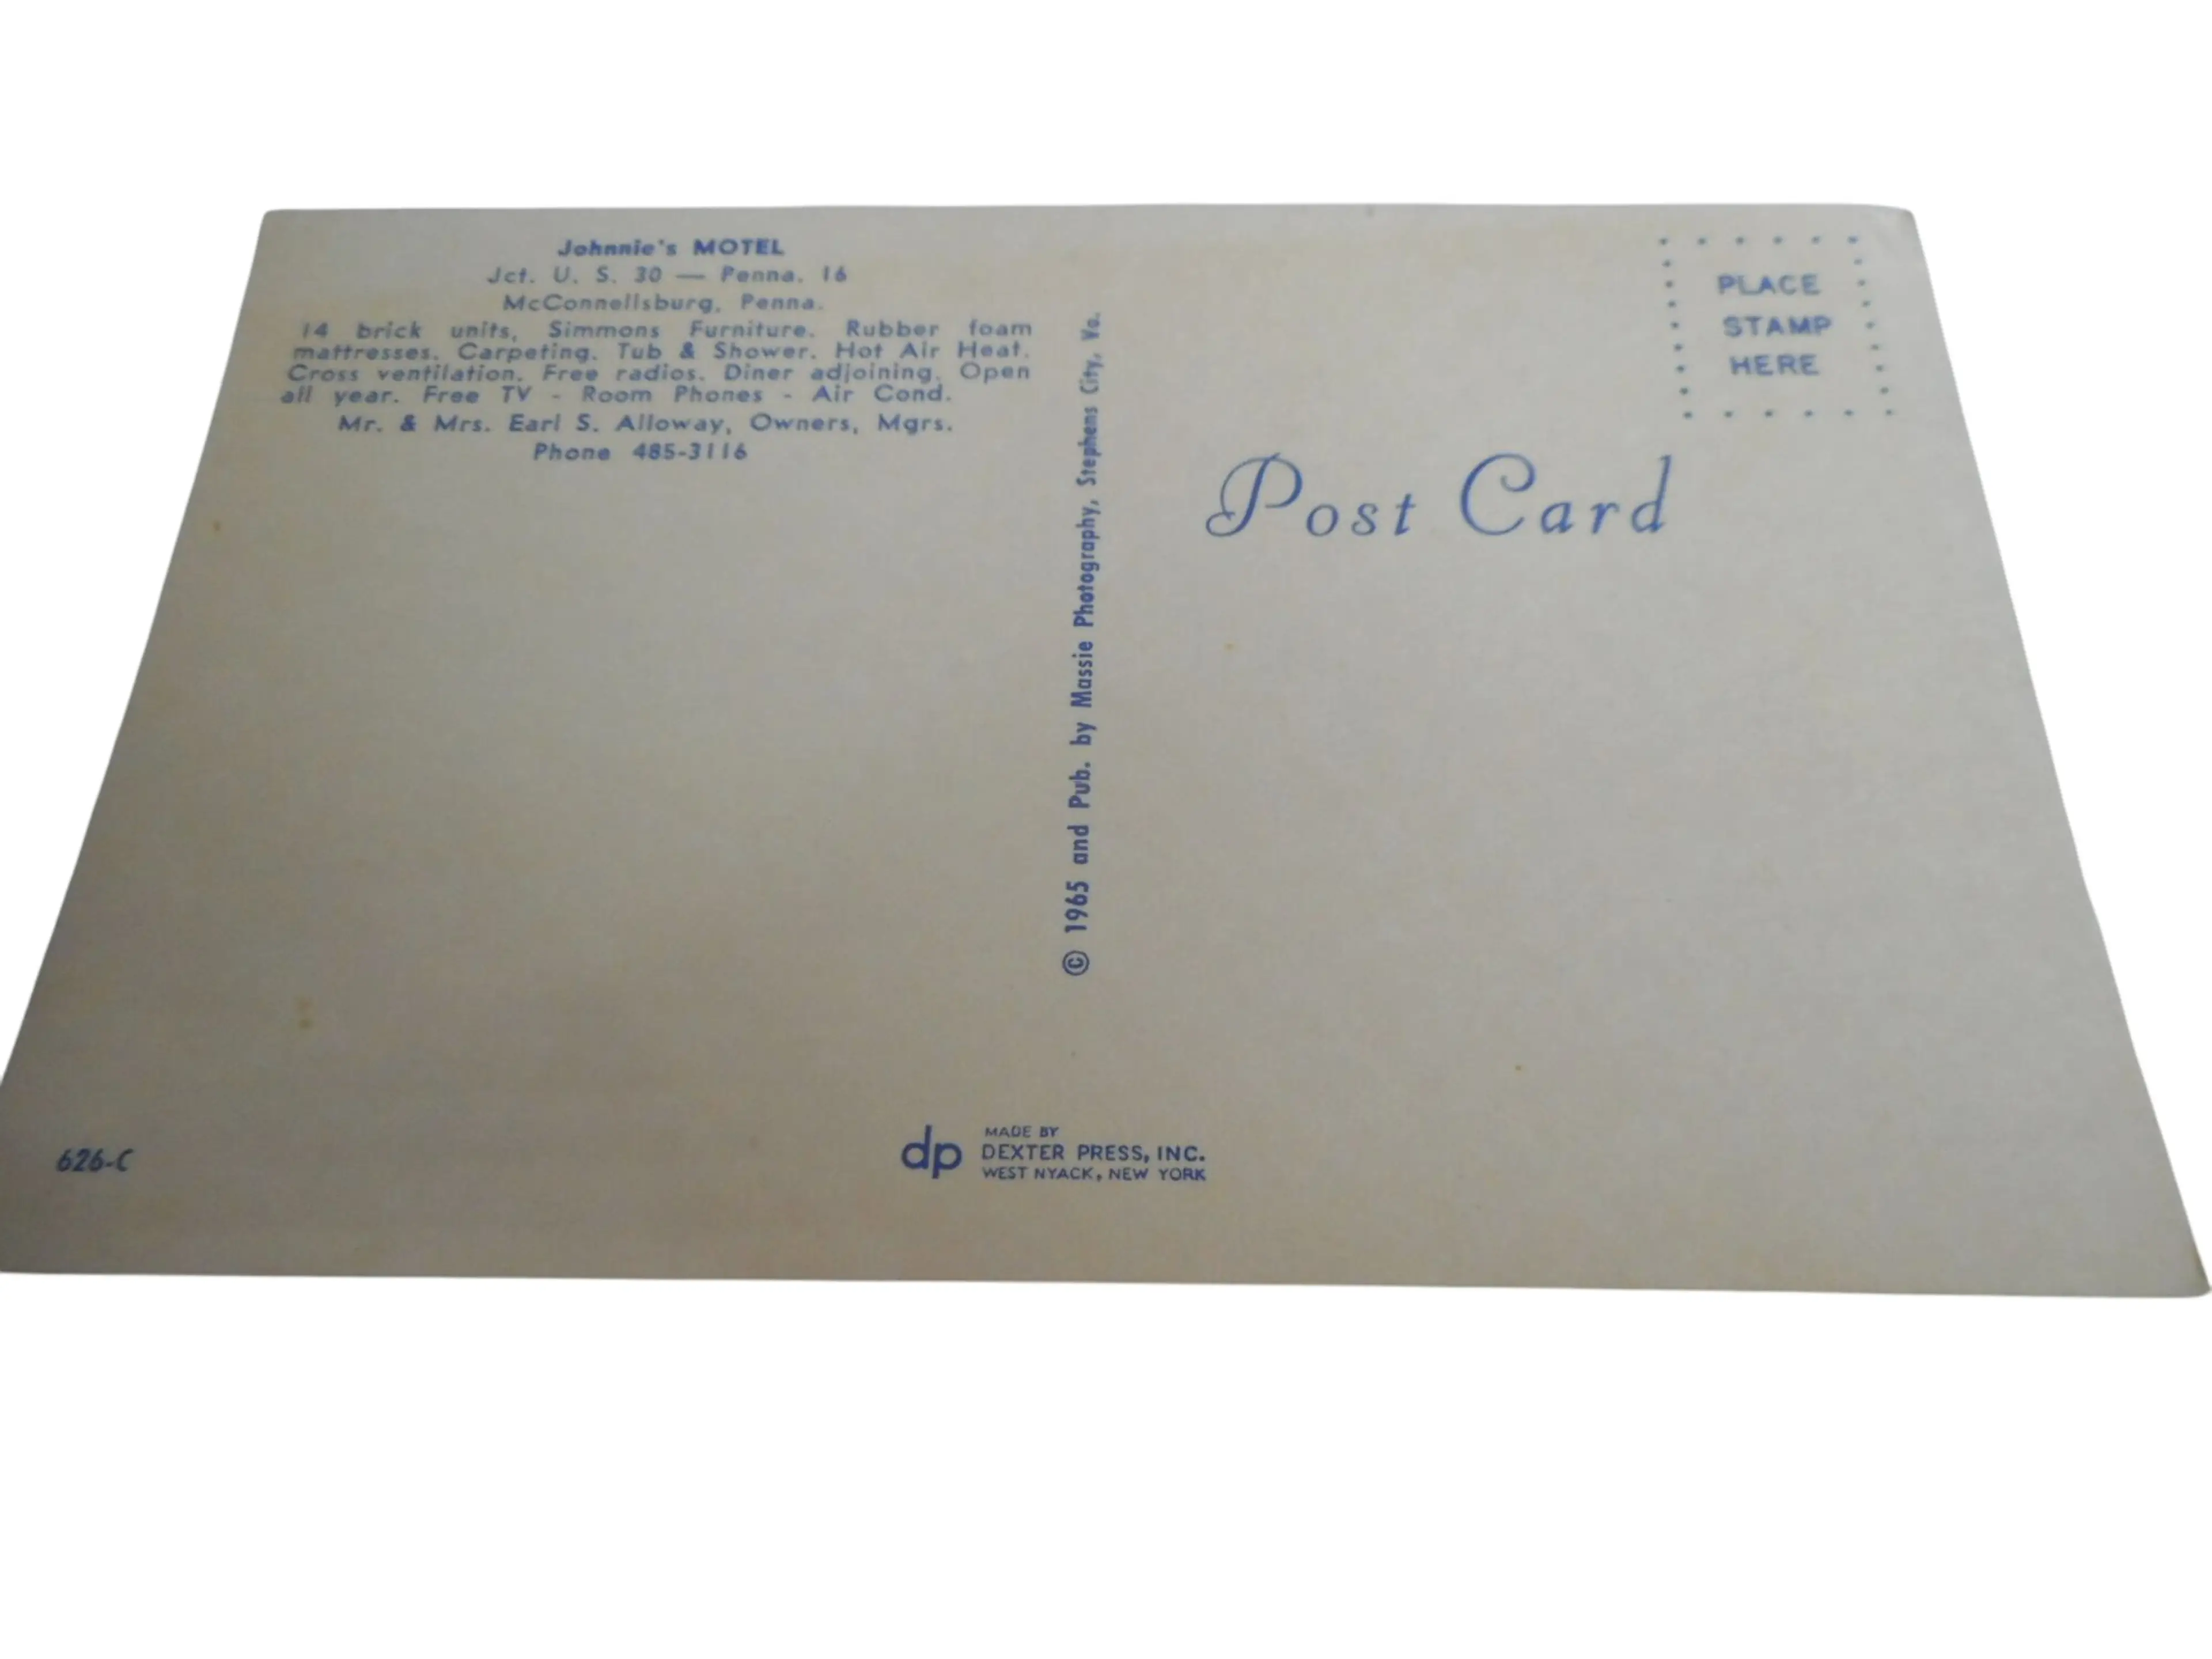 Johnnie's MOTEL
Jct. U. S. 30 — Penna. 16
McConnellsburg, Penna.
14 brick units, Simmons Furniture. Rubber foam
mattresses. Carpeting. Tub & Shower. Hot Air Heat.
Cross ventilation. Free radios. Diner adjoining. Open
all year. Free TV - Room Phones - Air Cond.
Mr. & Mrs. Earl S. Alloway, Owners, Mgrs.
Phone 485-3116
© 1965 and Pub. by Massie Photography, Stephens City, Va.
PLACE
STAMP
HERE
Post Card
626-C
dp
MADE BY
DEXTER PRESS, INC.
WEST NYACK, NEW YORK